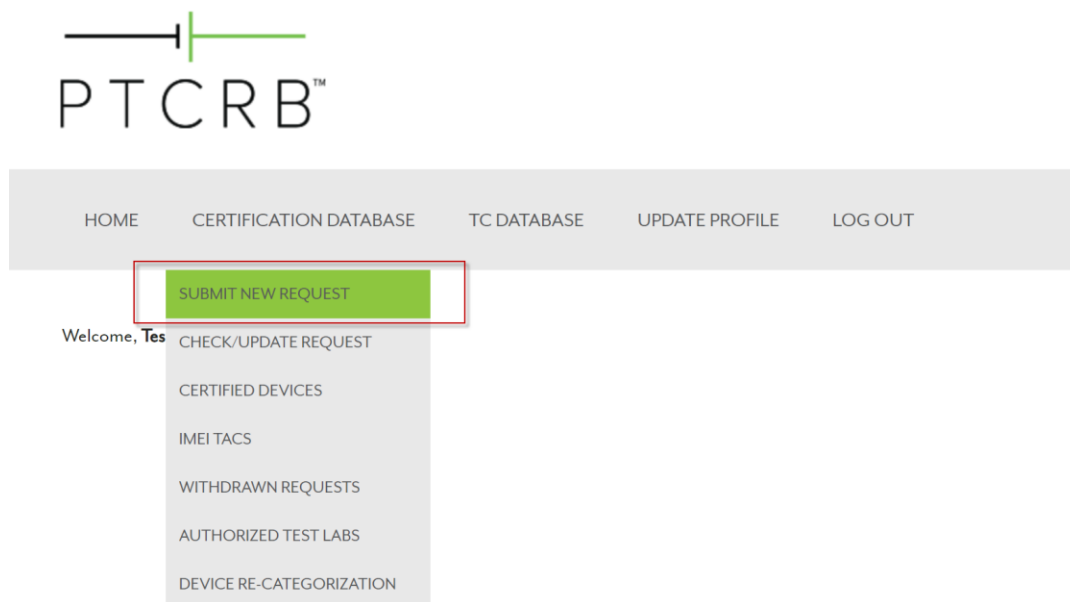 PTCRB™
HOME CERTIFICATION DATABASE TC DATABASE UPDATE PROFILE LOG OUT
SUBMIT NEW REQUEST
Welcome, Tes
CHECK/UPDATE REQUEST
CERTIFIED DEVICES
IMEI TACS
WITHDRAWN REQUESTS
AUTHORIZED TEST LABS
DEVICE RE-CATEGORIZATION